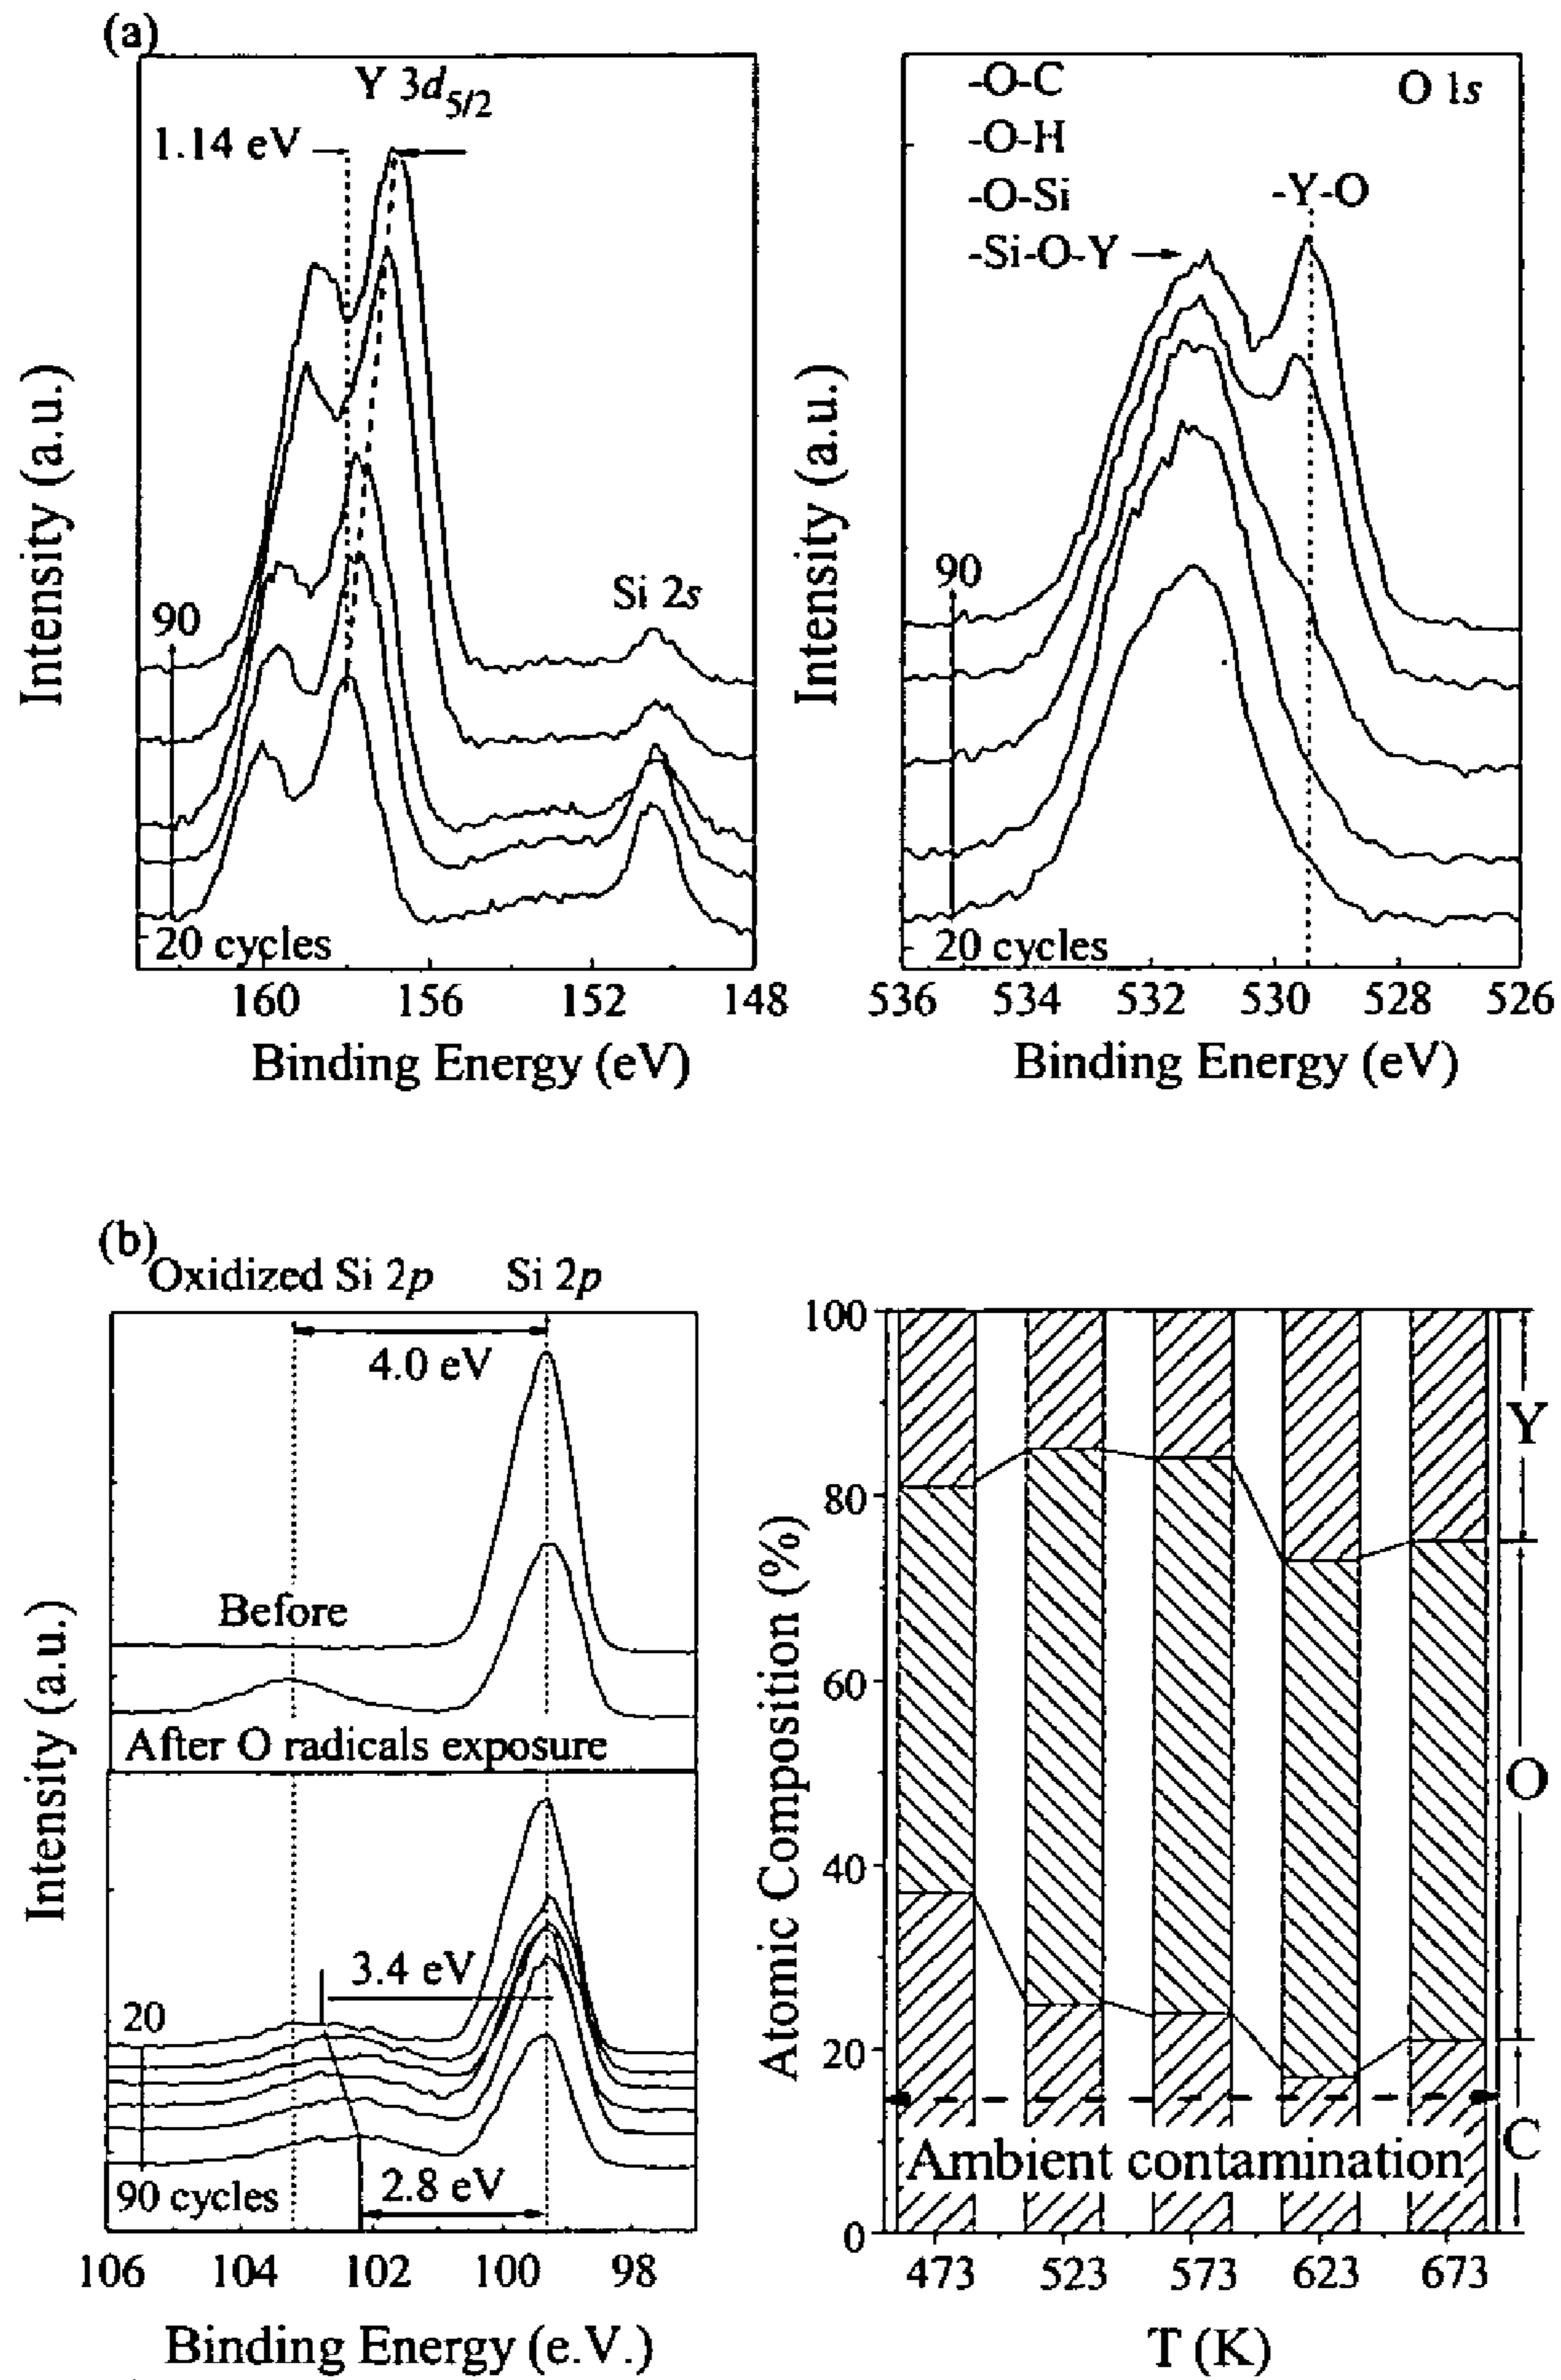 (a)
Y 3d5/2
1.14 eV
Si 2s
90
20 cycles
160 156 152 148
Binding Energy (eV)
Intensity (a.u.)
-O-C
-O-H
-O-Si
-Si-O-Y
O 1s
-Y-O
90
20 cycles
536 534 532 530 528 526
Binding Energy (eV)
Intensity (a.u.)
(b)
Oxidized Si 2p Si 2p
4.0 eV
Before
After O radicals exposure
3.4 eV
20
90 cycles
2.8 eV
106 104 102 100 98
Binding Energy (e.V.)
Intensity (a.u.)
100
80
60
40
20
0
Atomic Composition (%)
Y
O
C
Ambient contamination
473 523 573 623 673
T (K)